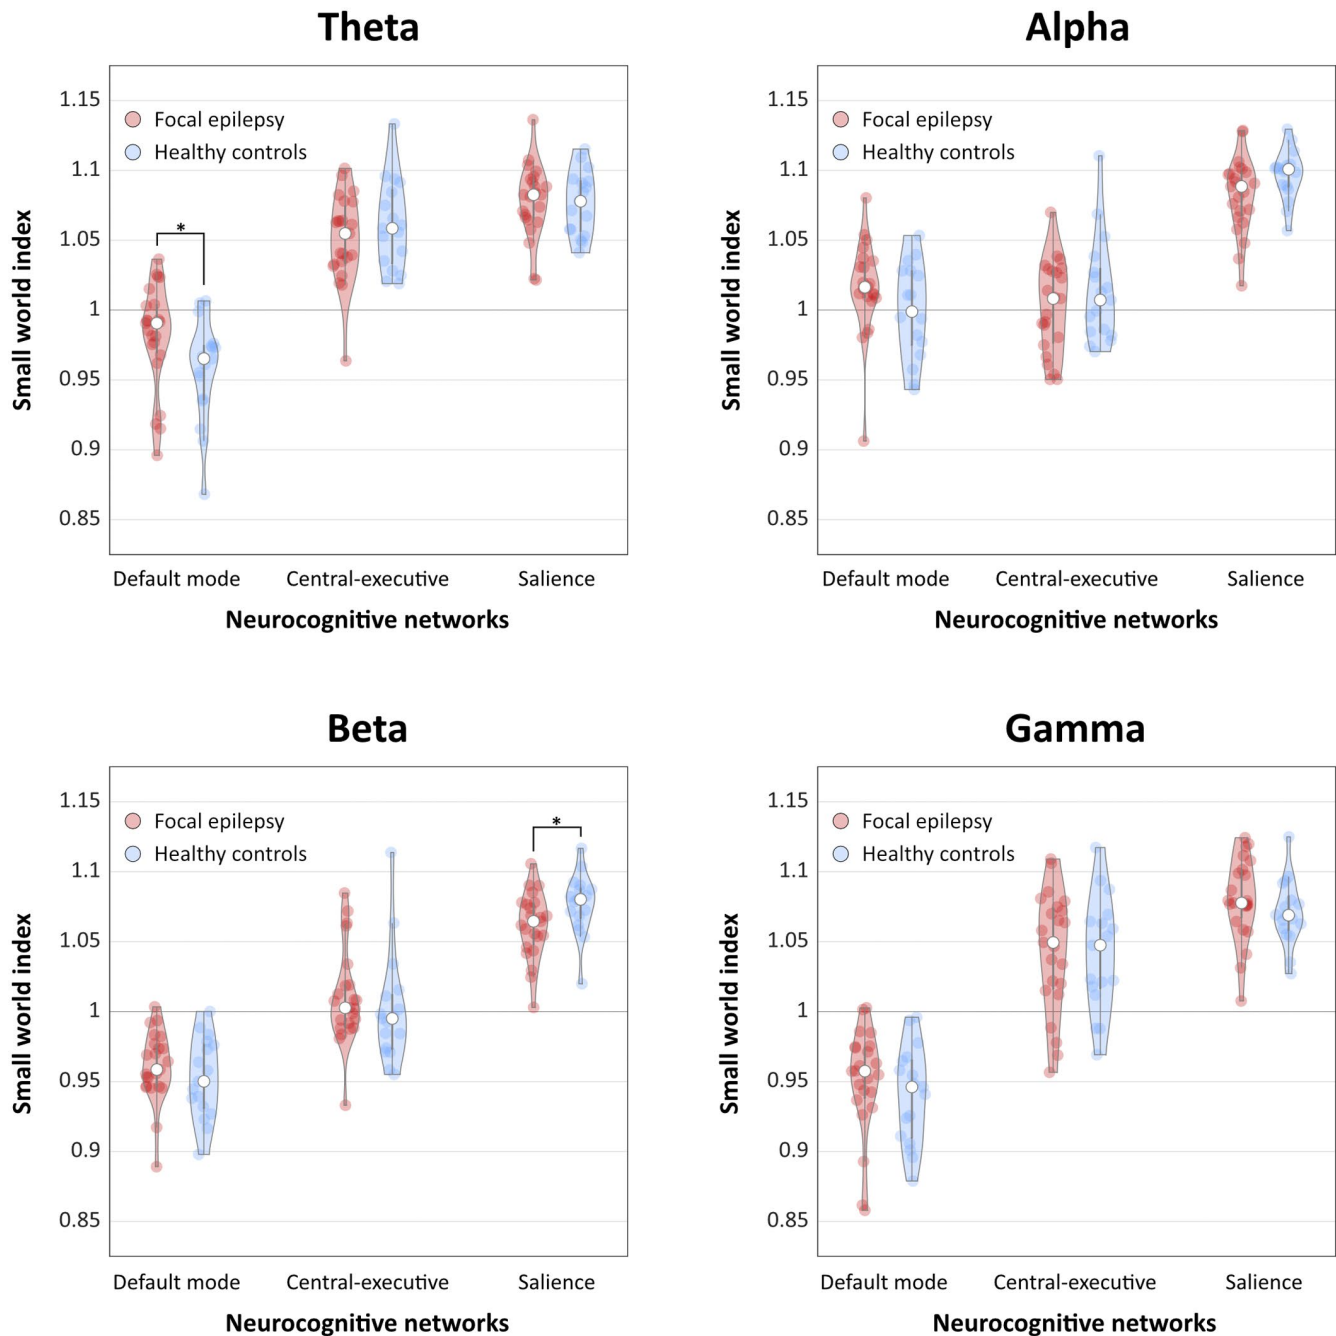 Theta
1.15
1.1
1.05
1
0.95
0.9
0.85
Small world index
Focal epilepsy
Healthy controls
*
Default mode
Central-executive
Salience
Neurocognitive networks
Alpha
1.15
1.1
1.05
1
0.95
0.9
0.85
Small world index
Focal epilepsy
Healthy controls
Default mode
Central-executive
Salience
Neurocognitive networks
Beta
1.15
1.1
1.05
1
0.95
0.9
0.85
Small world index
Focal epilepsy
Healthy controls
*
Default mode
Central-executive
Salience
Neurocognitive networks
Gamma
1.15
1.1
1.05
1
0.95
0.9
0.85
Small world index
Focal epilepsy
Healthy controls
Default mode
Central-executive
Salience
Neurocognitive networks